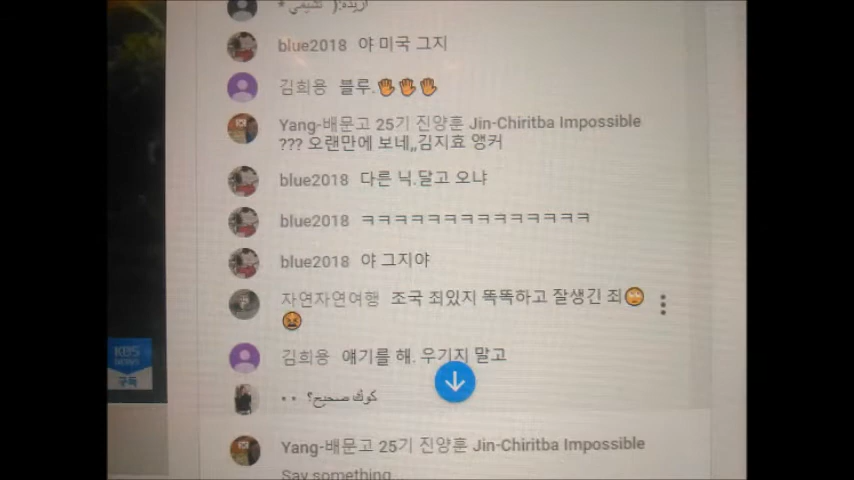 blue2018 야 미국 그지
김희용 블루.🖐🖐🖐
Yang-배문고 25기 진양훈 Jin-Chiritba Impossible
??? 오랜만에 보네,,김지효 앵커
blue2018 다른 닉.달고 오냐
blue2018 ㅋㅋㅋㅋㅋㅋㅋㅋㅋㅋㅋㅋㅋㅋ
blue2018 야 그지야
자연자연여행 조국 죄있지 똑똑하고 잘생긴 죄🙄
😫
김희용 얘기를 해. 우기지 말고
KBS
NEWS
구독
كوك صحيح؟
Yang-배문고 25기 진양훈 Jin-Chiritba Impossible
Say something...